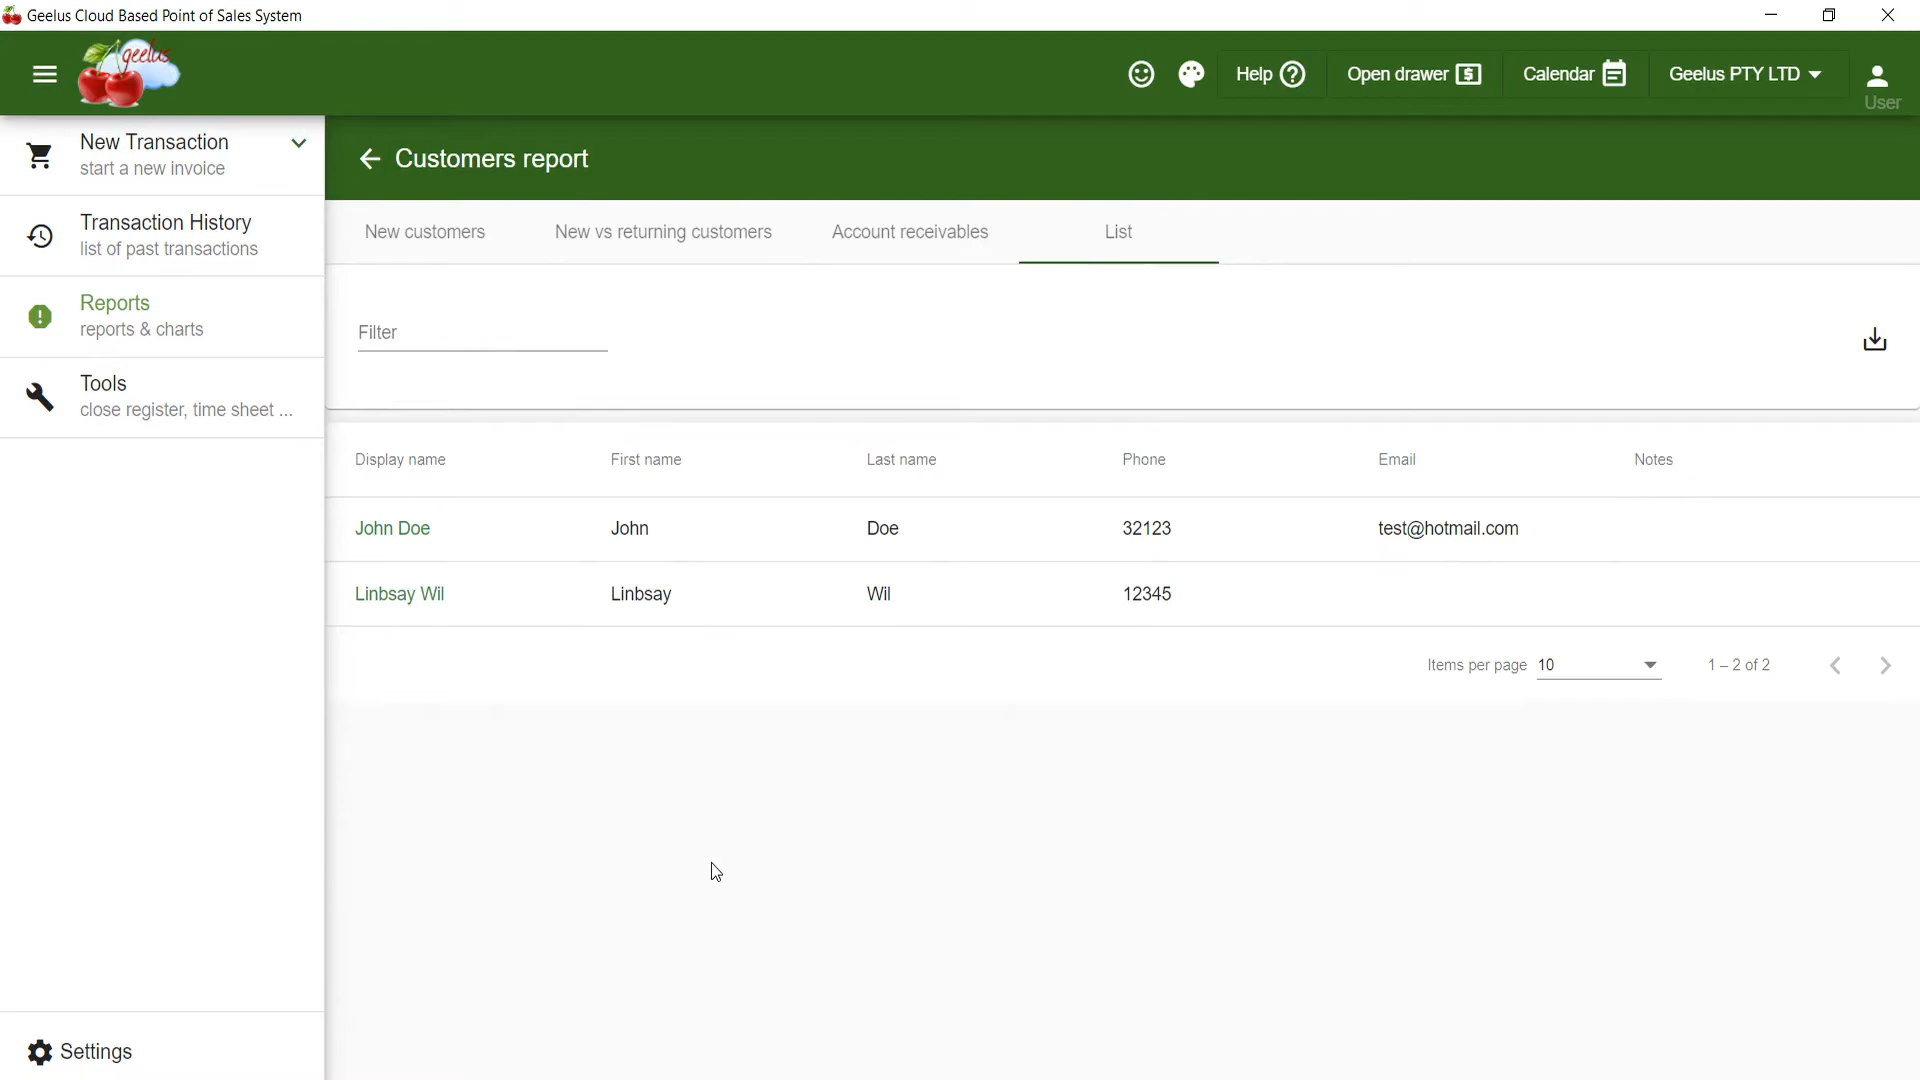 Geelus Cloud Based Point of Sales System
geelus
Help
Open drawer
Calendar
Geelus PTY LTD
User
New Transaction
start a new invoice
Transaction History
list of past transactions
Reports
reports & charts
Tools
close register, time sheet ...
Settings
Customers report
New customers New vs returning customers Account receivables List
Filter
Display name First name Last name Phone Email Notes
John Doe John Doe 32123 test@hotmail.com
Linbsay Wil Linbsay Wil 12345
Items per page 10 1 – 2 of 2